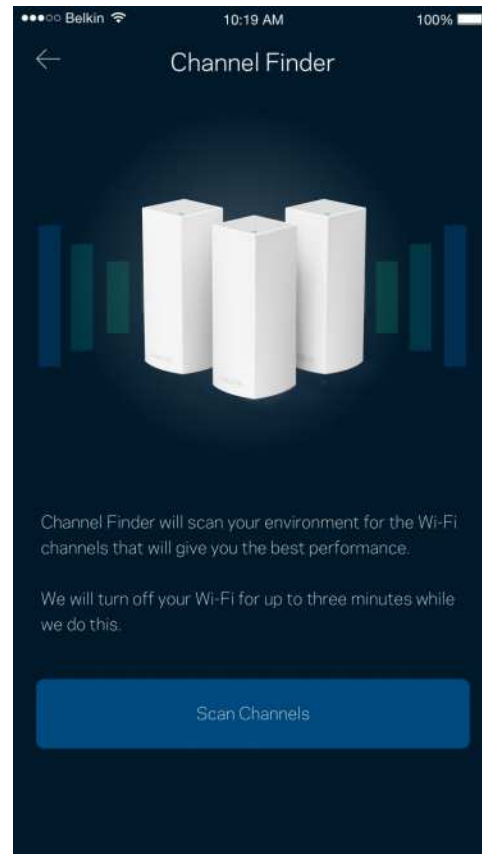 Belkin 10:19 AM 100%
Channel Finder
Channel Finder will scan your environment for the Wi-Fi
channels that will give you the best performance.
We will turn off your Wi-Fi for up to three minutes while
we do this.
Scan Channels